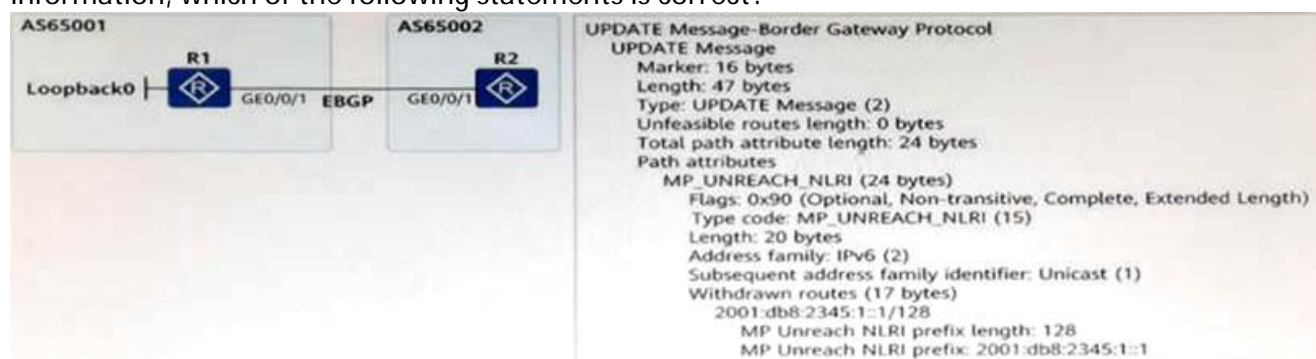 information, which of the following statements is correct?
AS65001
AS65002
R1
R2
Loopback0
R
R
GE0/0/1
EBGP
GE0/0/1
UPDATE Message-Border Gateway Protocol
UPDATE Message
Marker: 16 bytes
Length: 47 bytes
Type: UPDATE Message (2)
Unfeasible routes length: 0 bytes
Total path attribute length: 24 bytes
Path attributes
MP_UNREACH_NLRI (24 bytes)
Flags: 0x90 (Optional, Non-transitive, Complete, Extended Length)
Type code: MP_UNREACH_NLRI (15)
Length: 20 bytes
Address family: IPv6 (2)
Subsequent address family identifier: Unicast (1)
Withdrawn routes (17 bytes)
2001:db8:2345:1::1/128
MP Unreach NLRI prefix length: 128
MP Unreach NLRI prefix: 2001:db8:2345:1::1